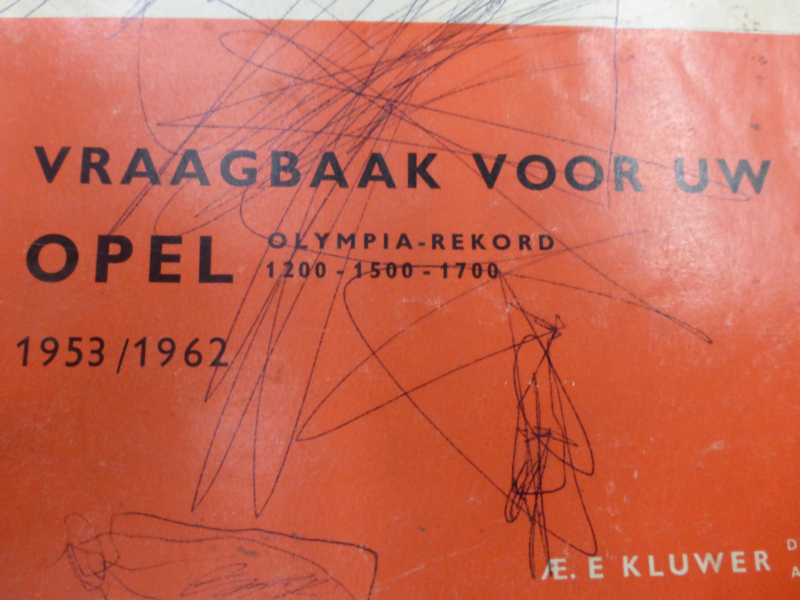 VRAAGBAAK VOOR UW
OPEL
OLYMPIA-REKORD
1200 - 1500 - 1700
1953/1962
Æ. E KLUWER
D
A